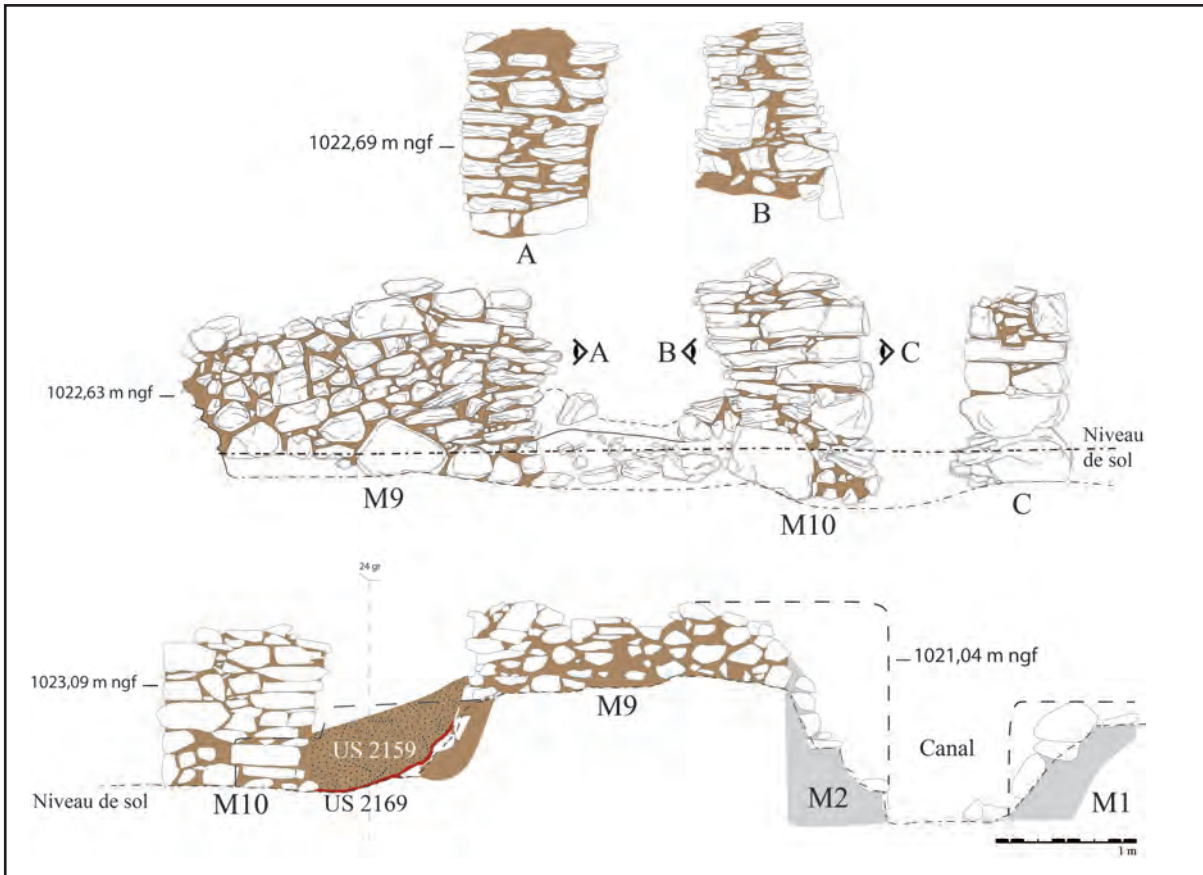 1022,69 m ngf
A
B
1022,63 m ngf
A
B
C
Niveau
de sol
M9
M10
C
24 gr
1023,09 m ngf
1021,04 m ngf
M9
US 2159
Canal
M2
M1
Niveau de sol
M10
US 2169
1 m